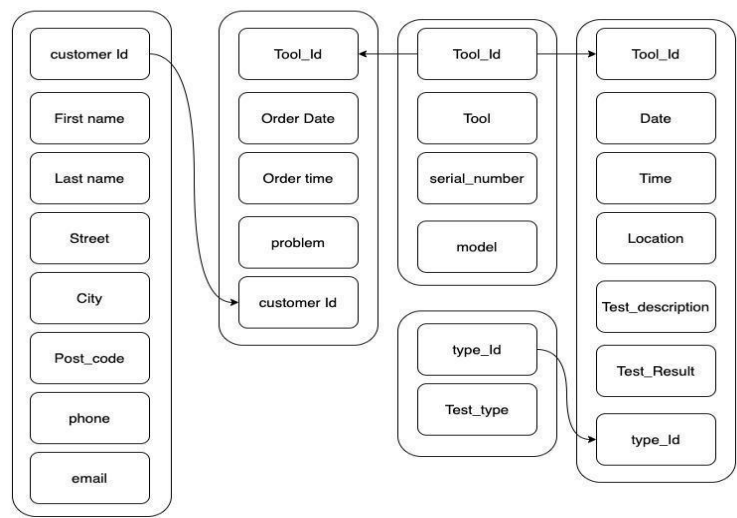 customer Id
First name
Last name
Street
City
Post_code
phone
email
Tool_Id
Order Date
Order time
problem
customer Id
Tool_Id
Tool
serial_number
model
type_Id
Test_type
Tool_Id
Date
Time
Location
Test_description
Test_Result
type_Id